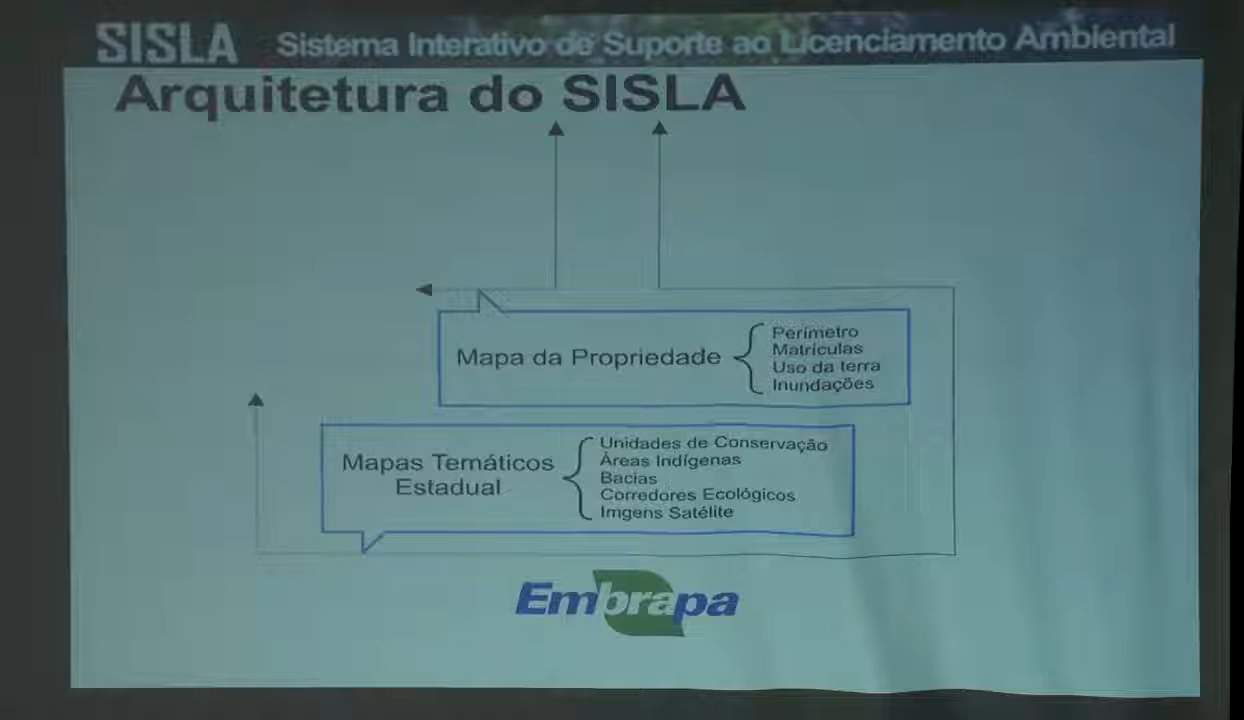 SISLA Sistema Interativo de Suporte ao Licenciamento Ambiental
Arquitetura do SISLA
Mapa da Propriedade
Perímetro
Matrículas
Uso da terra
Inundações
Mapas Temáticos
Estadual
Unidades de Conservação
Áreas Indígenas
Bacias
Corredores Ecológicos
Imgens Satélite
Embrapa